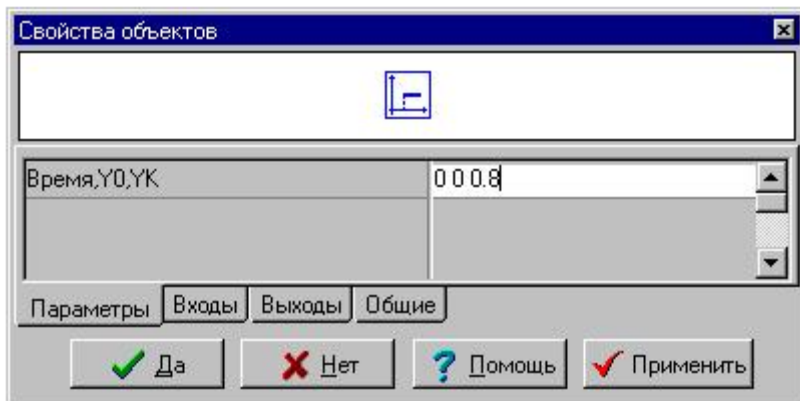 Свойства объектов
Время,Y0,YK 0 0 0.8
Параметры Входы Выходы Общие
Да Нет Помощь Применить